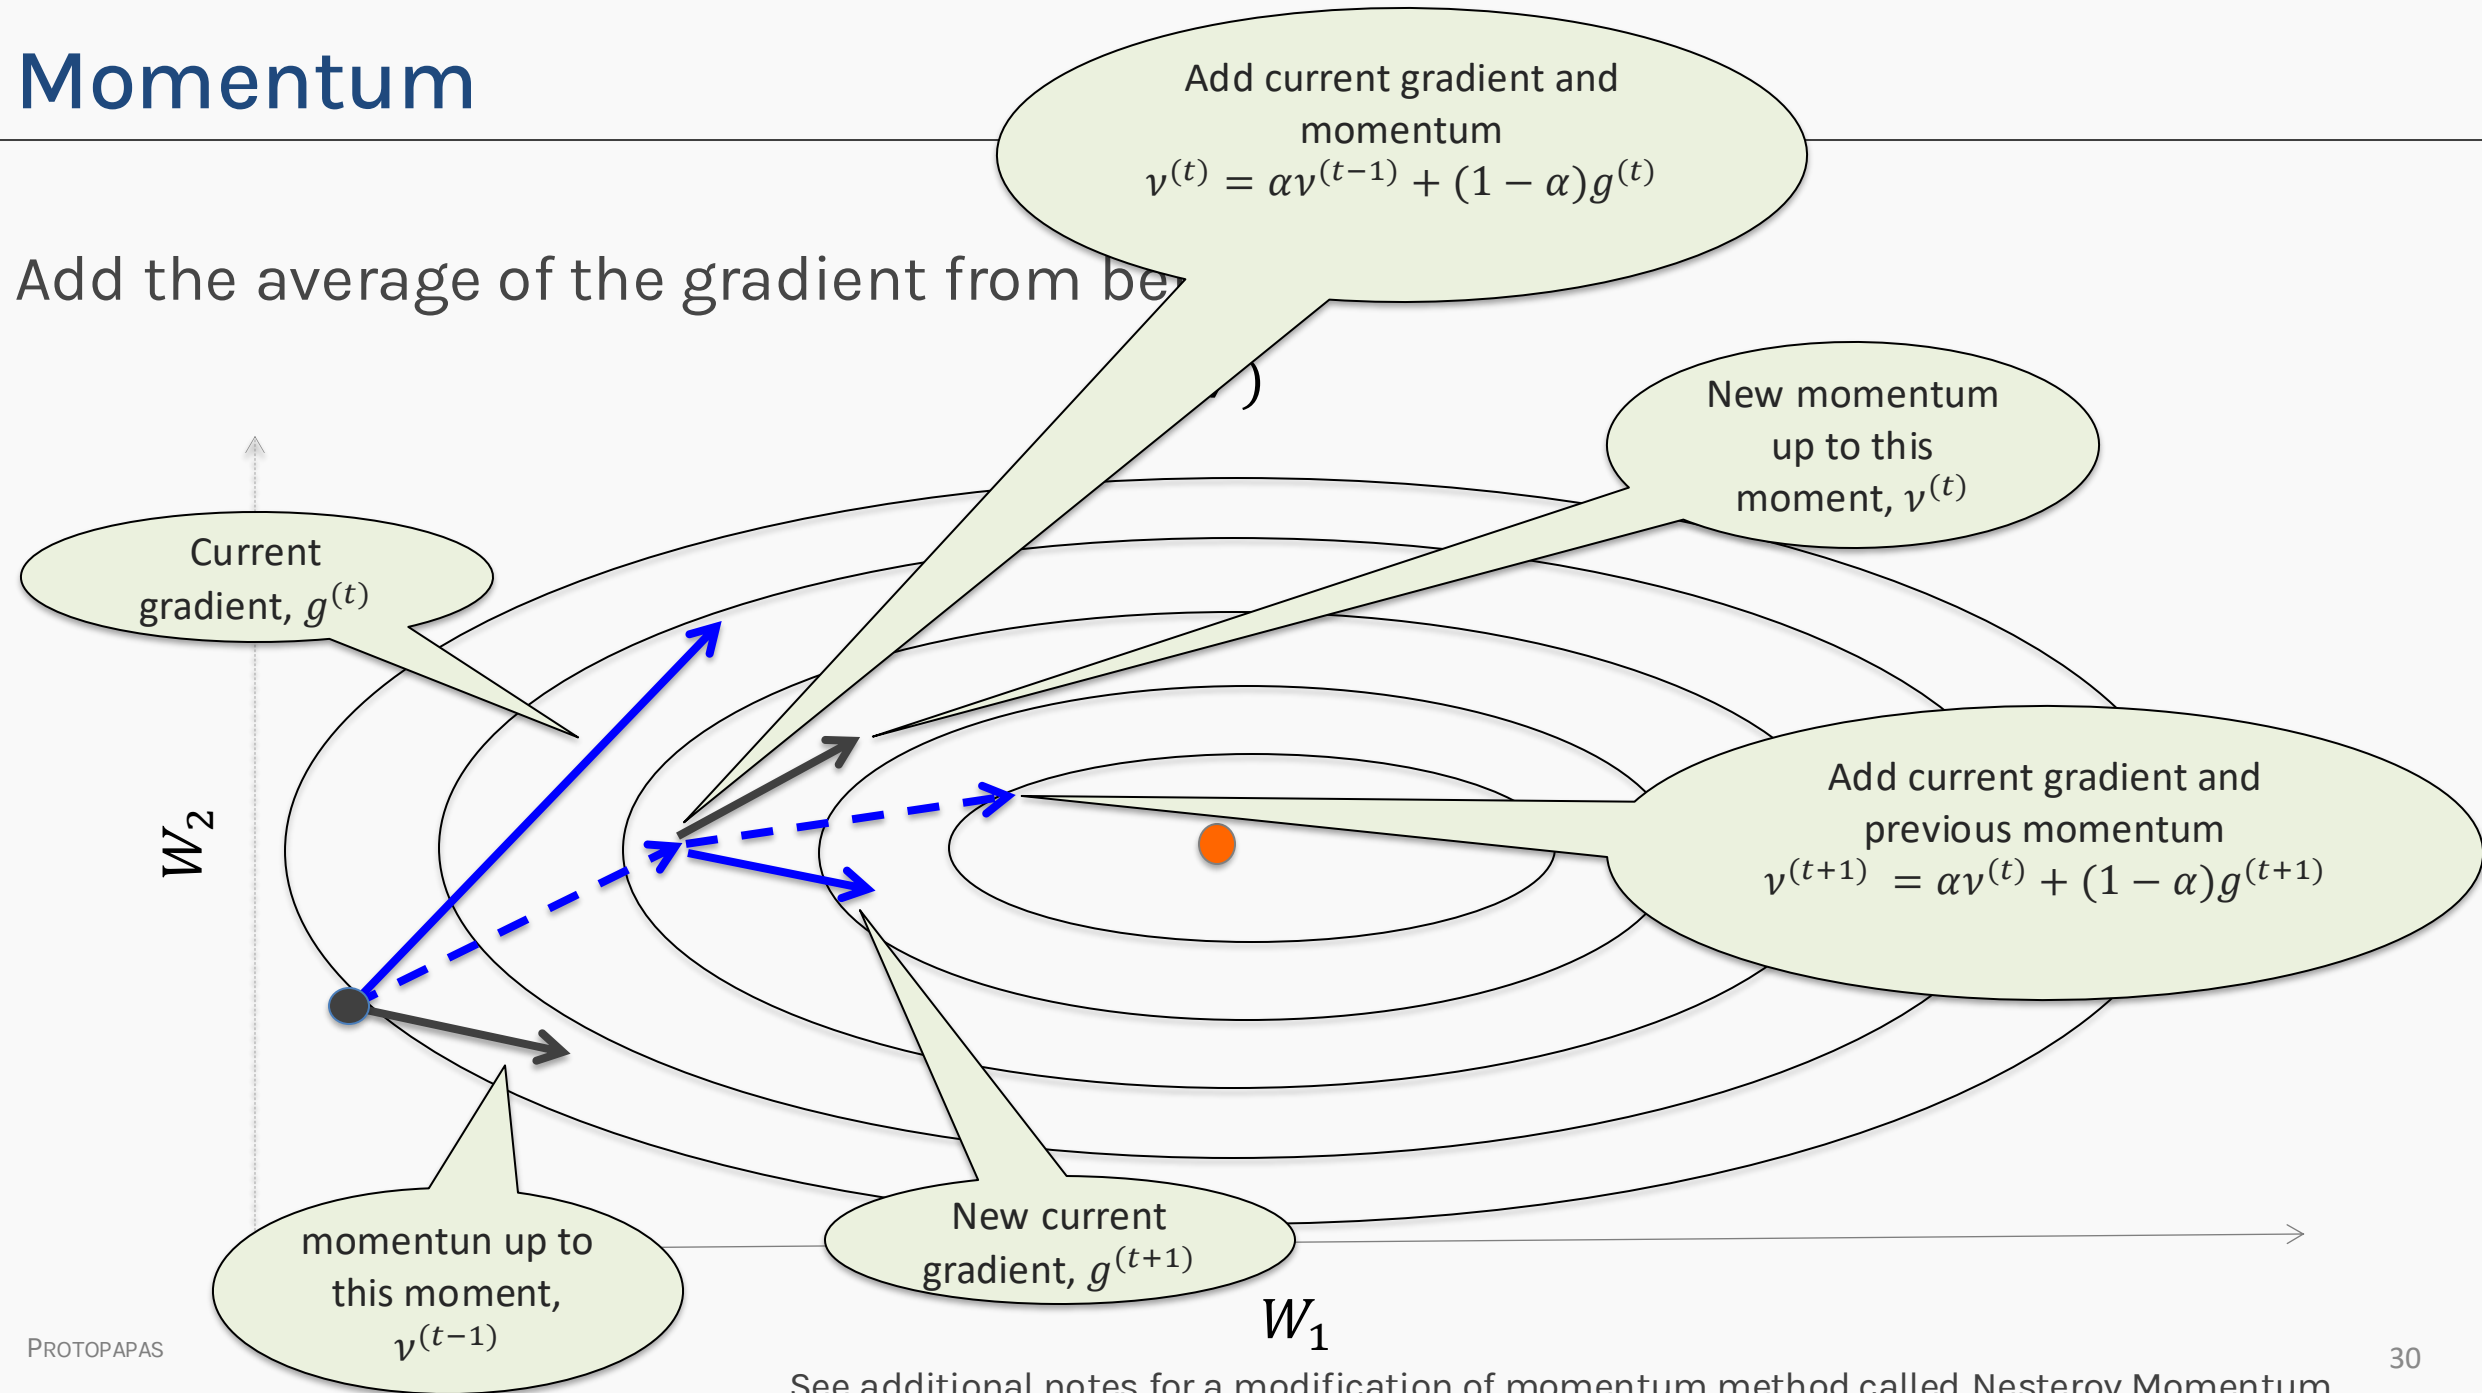 Momentum
Add current gradient and
momentum
ν^(t) = αν^(t−1) + (1 − α)g^(t)
Add the average of the gradient from
)
New momentum
up to this
moment, ν^(t)
Current
gradient, g^(t)
Add current gradient and
previous momentum
ν^(t+1) = αν^(t) + (1 − α)g^(t+1)
W₂
momentun up to
this moment,
ν^(t−1)
New current
gradient, g^(t+1)
W₁
PROTOPAPAS
30
See additional notes for a modification of momentum method called Nesterov Momentum